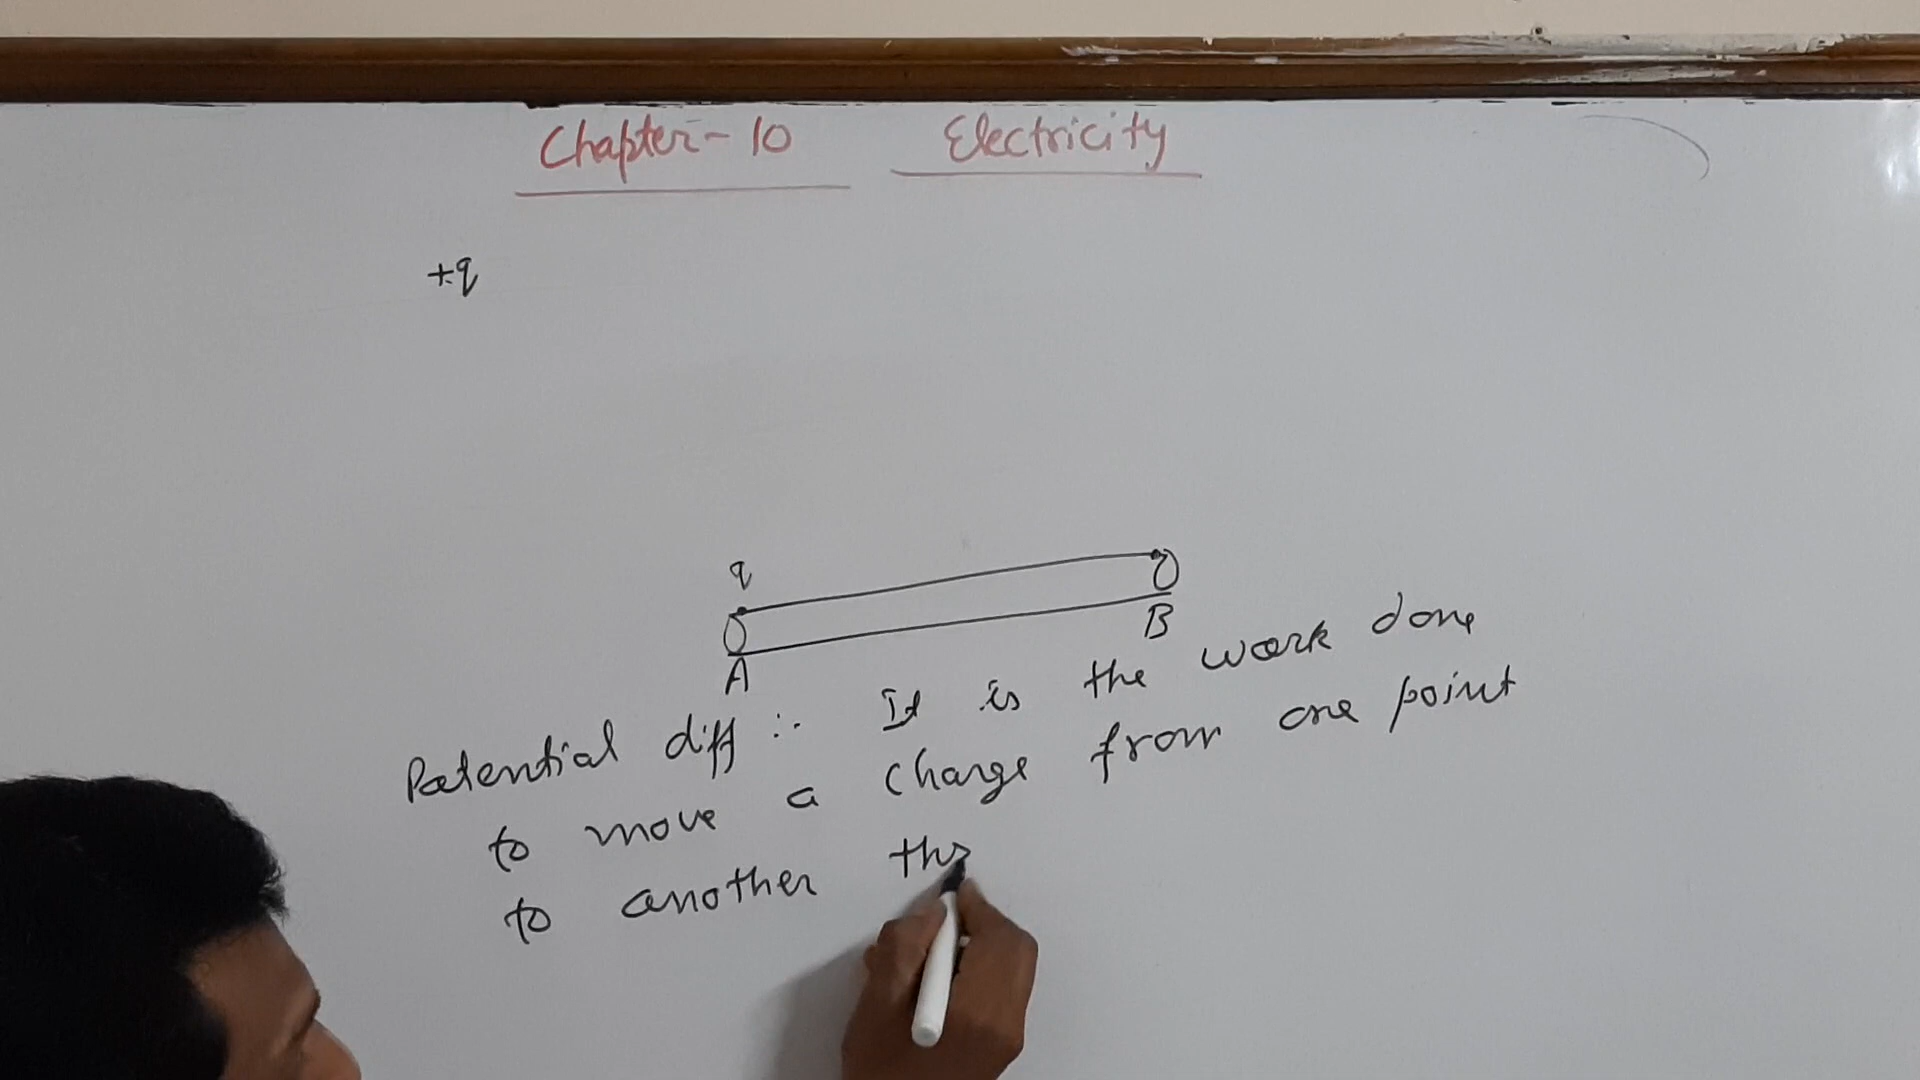 Chapter-10 Electricity
+q
q
A
B
Potential diff :- It is the work done
to move a charge from one point
to another